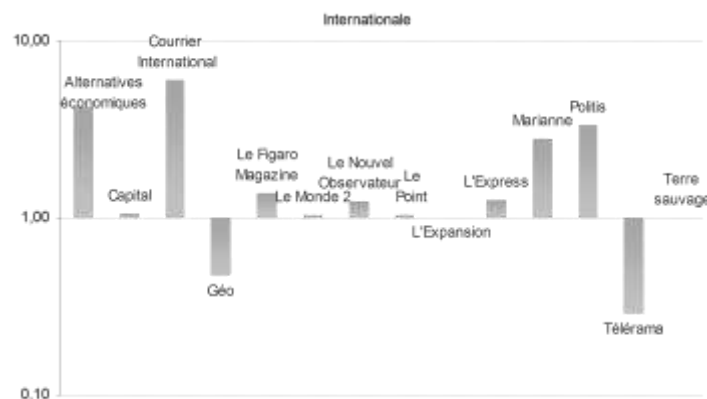 Internationale
10,00
Courrier
International
Alternatives
économiques
Politis
Marianne
Le Figaro
Magazine
Le Nouvel
Observateur
Le
Point
L'Express
Terre
sauvage
Capital
Le Monde 2
1,00
L'Expansion
Géo
Télérama
0,10